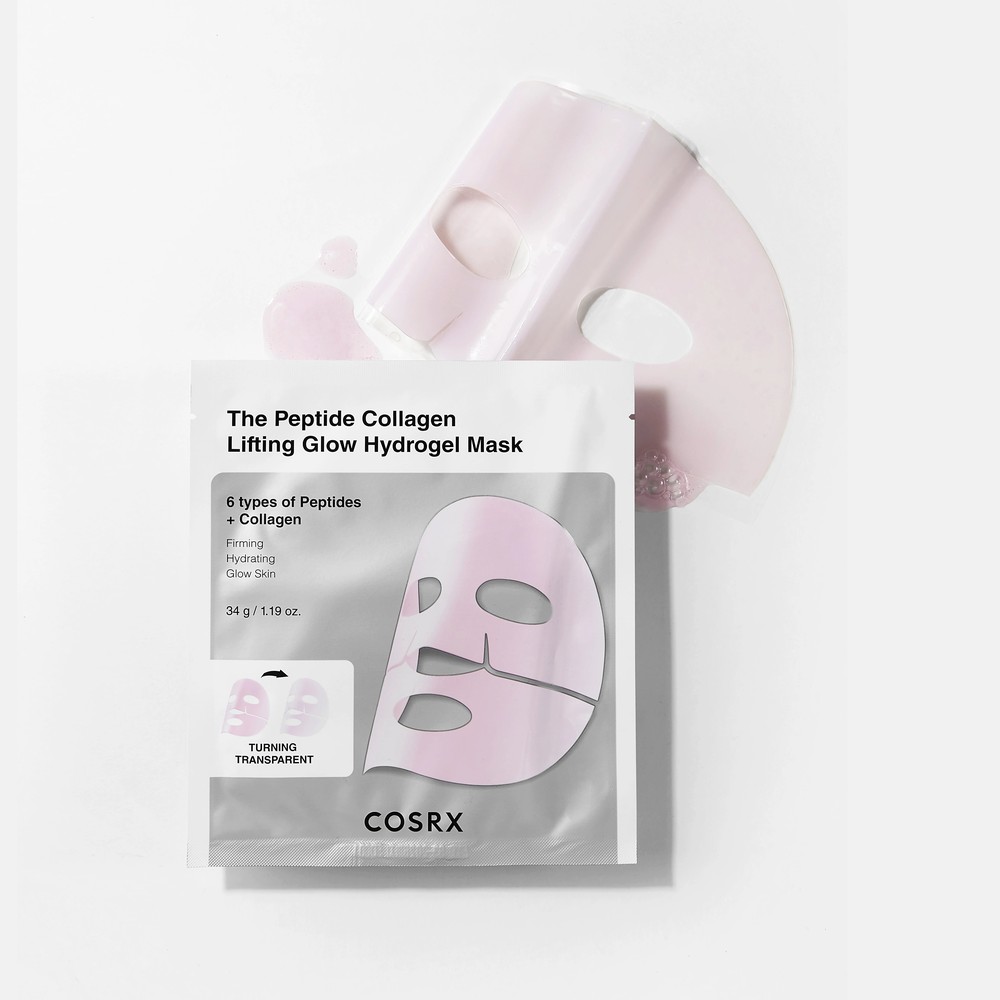 The Peptide Collagen
Lifting Glow Hydrogel Mask
6 types of Peptides
+ Collagen
Firming
Hydrating
Glow Skin
34 g / 1.19 oz.
TURNING
TRANSPARENT
COSRX